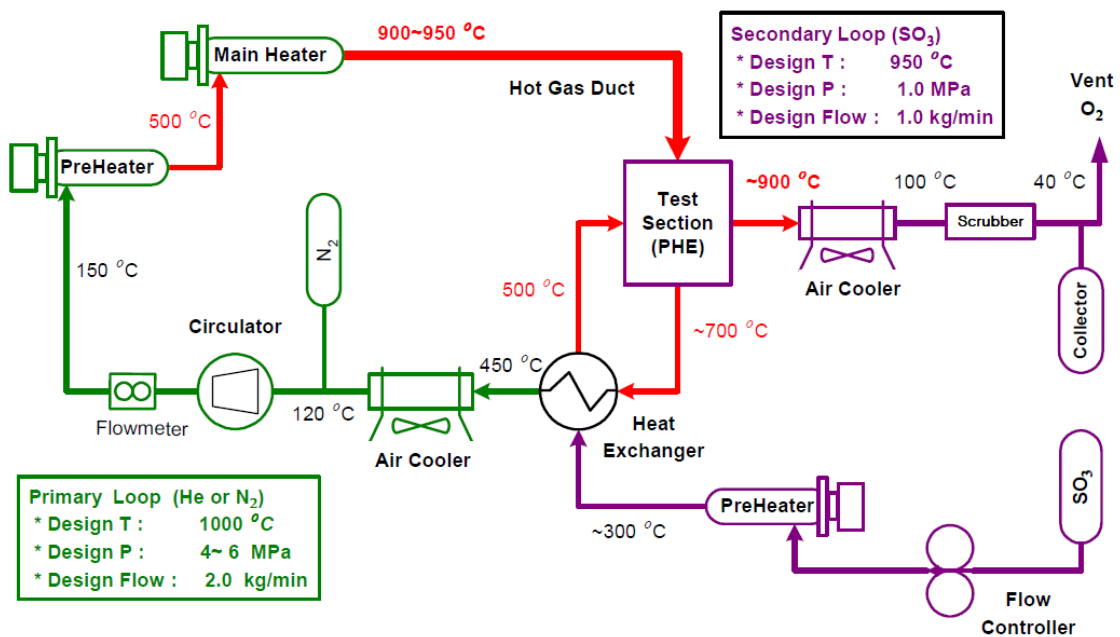 Main Heater
900~950 °C
Hot Gas Duct
Secondary Loop (SO₃)
* Design T : 950 °C
* Design P : 1.0 MPa
* Design Flow : 1.0 kg/min
Vent
O₂
500 °C
PreHeater
Test
Section
(PHE)
~900 °C
100 °C
Scrubber
40 °C
N₂
150 °C
500 °C
Air Cooler
~700 °C
Collector
Circulator
450 °C
120 °C
Flowmeter
Air Cooler
Heat
Exchanger
Primary Loop (He or N₂)
* Design T : 1000 °C
* Design P : 4~ 6 MPa
* Design Flow : 2.0 kg/min
~300 °C
PreHeater
SO₃
Flow
Controller